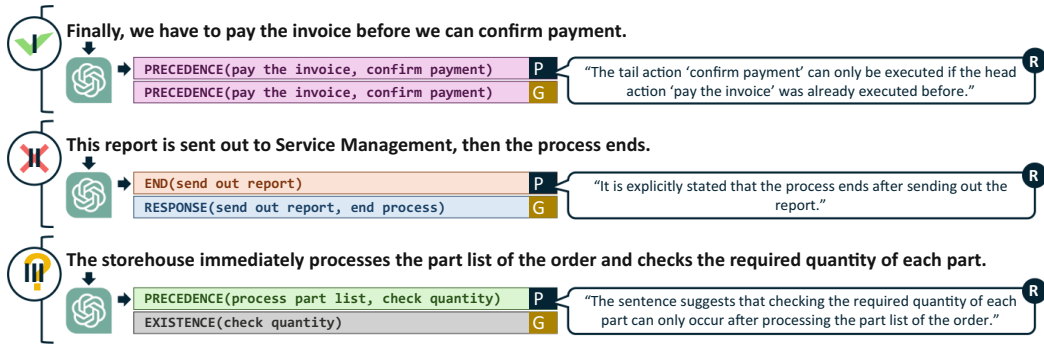 I
Finally, we have to pay the invoice before we can confirm payment.
PRECEDENCE(pay the invoice, confirm payment) P
PRECEDENCE(pay the invoice, confirm payment) G
R
“The tail action ‘confirm payment’ can only be executed if the head
action ‘pay the invoice’ was already executed before.”
II
This report is sent out to Service Management, then the process ends.
END(send out report) P
RESPONSE(send out report, end process) G
R
“It is explicitly stated that the process ends after sending out the
report.”
III
The storehouse immediately processes the part list of the order and checks the required quantity of each part.
PRECEDENCE(process part list, check quantity) P
EXISTENCE(check quantity) G
R
“The sentence suggests that checking the required quantity of each
part can only occur after processing the part list of the order.”